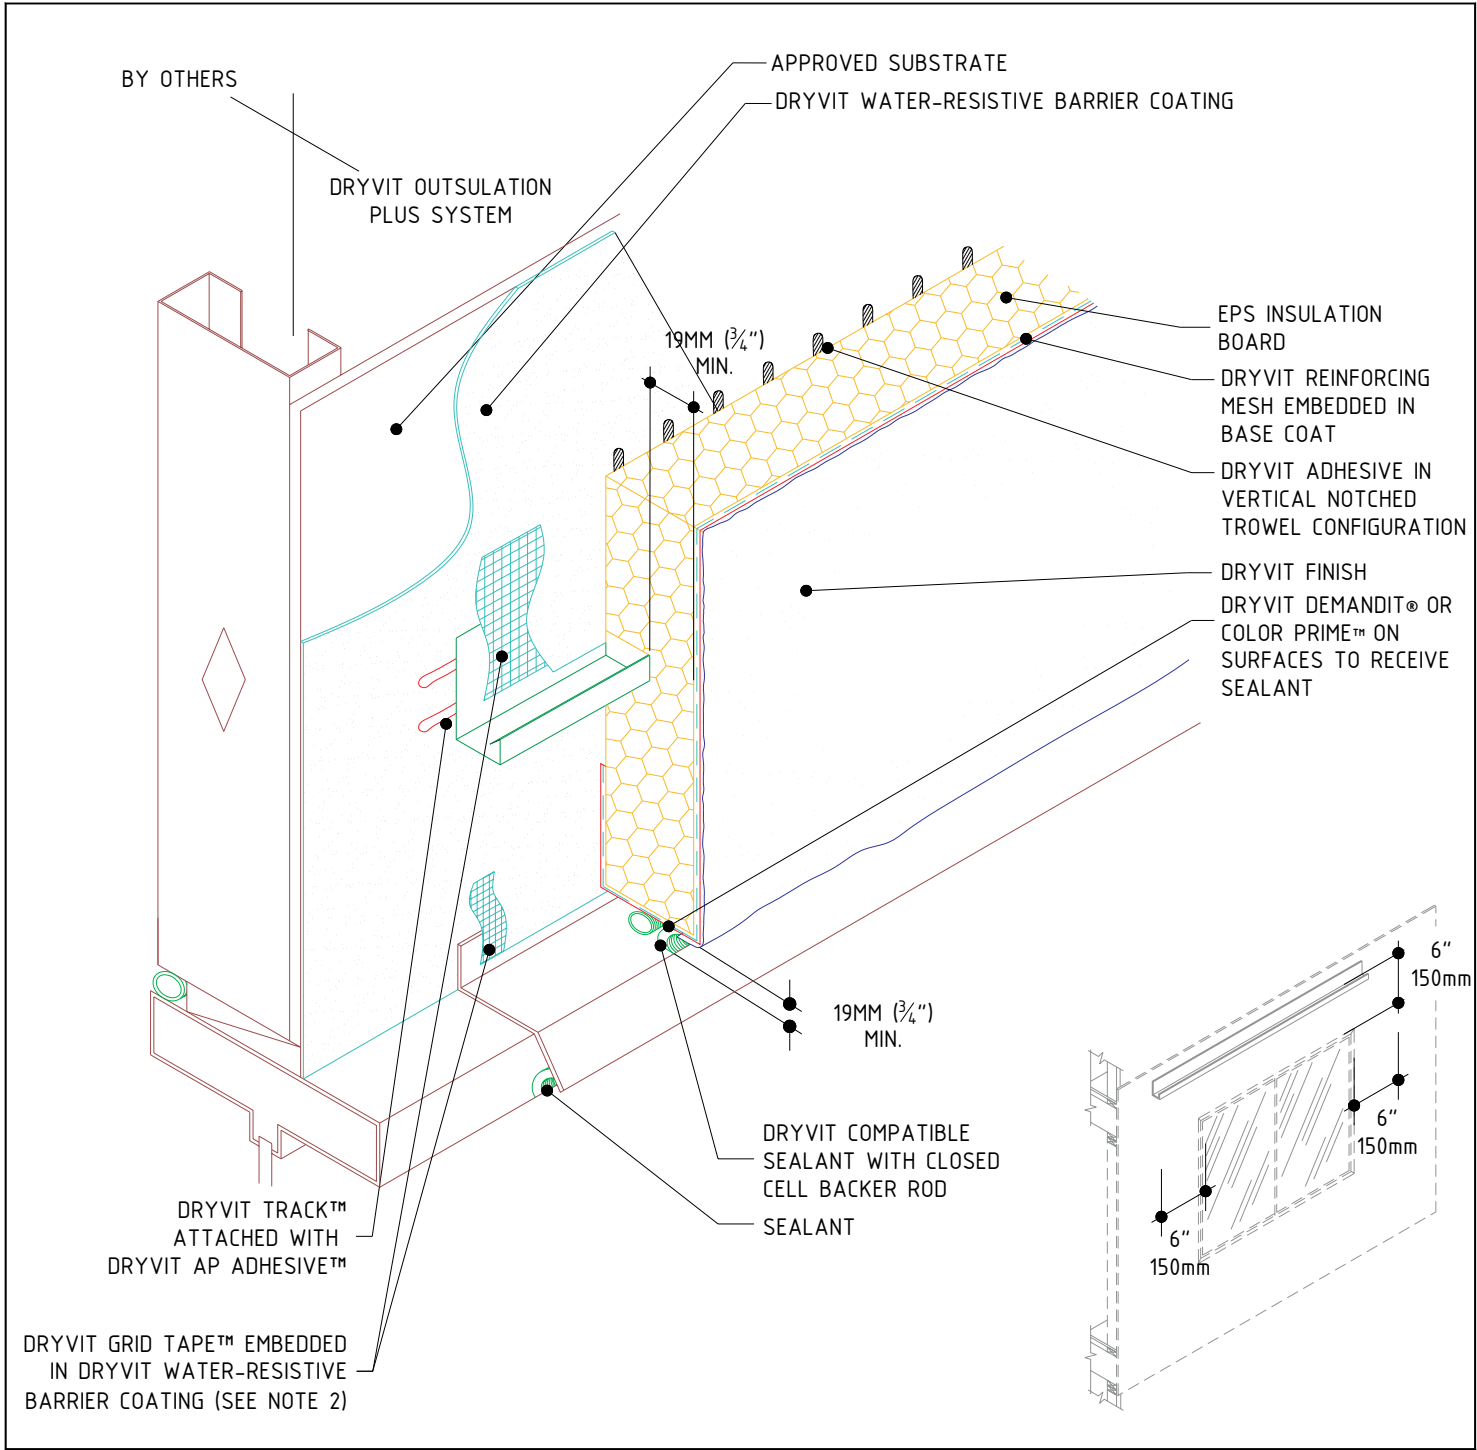 BY OTHERS
DRYVIT OUTSULATION
PLUS SYSTEM
APPROVED SUBSTRATE
DRYVIT WATER-RESISTIVE BARRIER COATING
19MM (¾")
MIN.
EPS INSULATION
BOARD
DRYVIT REINFORCING
MESH EMBEDDED IN
BASE COAT
DRYVIT ADHESIVE IN
VERTICAL NOTCHED
TROWEL CONFIGURATION
DRYVIT FINISH
DRYVIT DEMANDIT® OR
COLOR PRIME™ ON
SURFACES TO RECEIVE
SEALANT
19MM (¾")
MIN.
DRYVIT COMPATIBLE
SEALANT WITH CLOSED
CELL BACKER ROD
SEALANT
DRYVIT TRACK™
ATTACHED WITH
DRYVIT AP ADHESIVE™
DRYVIT GRID TAPE™ EMBEDDED
IN DRYVIT WATER-RESISTIVE
BARRIER COATING (SEE NOTE 2)
6"
150mm
6"
150mm
6"
150mm